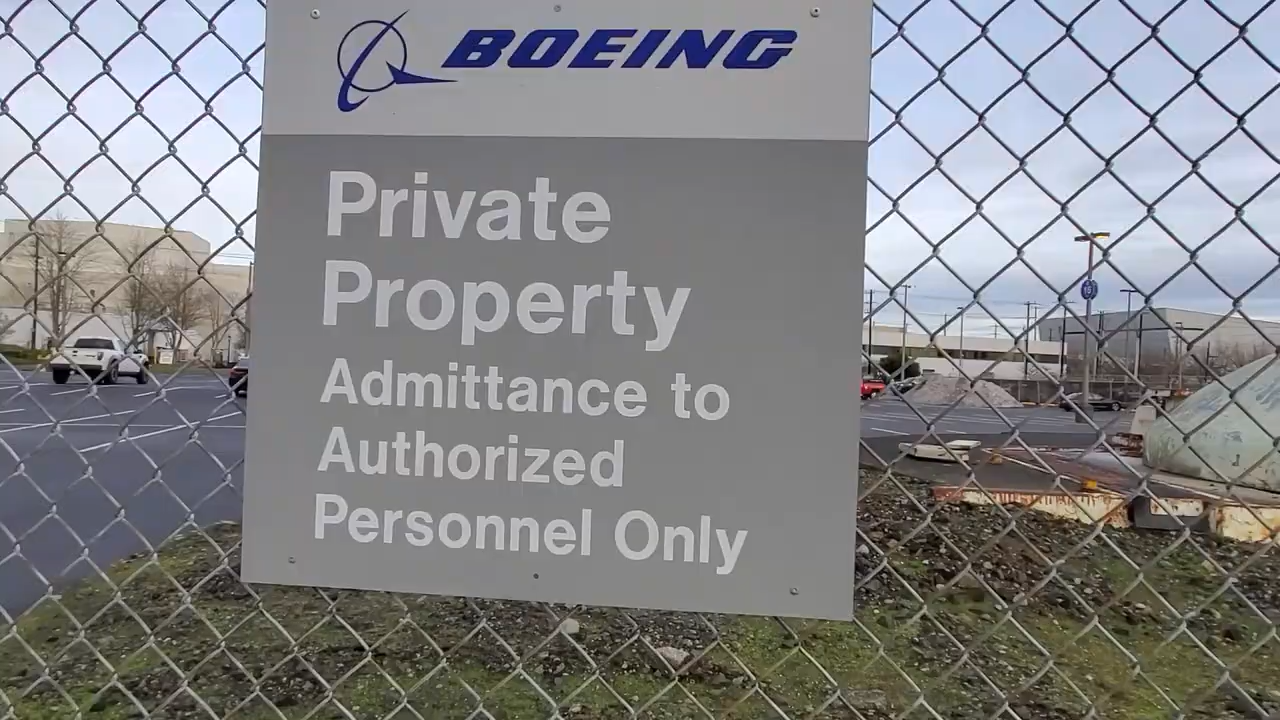 BOEING
Private
Property
Admittance to
Authorized
Personnel Only